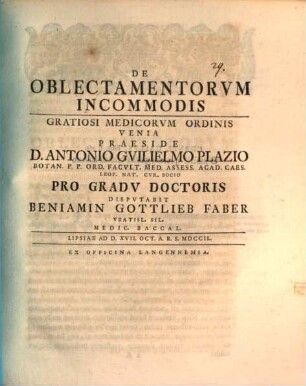 29.
DE
OBLECTAMENTORVM
INCOMMODIS
GRATIOSI MEDICORVM ORDINIS
VENIA
PRAESIDE
D. ANTONIO GVILIELMO PLAZIO
BOTAN. P. P. ORD. FACVLT. MED. ASSESS. ACAD. CAES.
LEOP. NAT. CVR. SOCIO
PRO GRADV DOCTORIS
DISPVTABIT
BENIAMIN GOTTLIEB FABER
VRATISL. SIL.
MEDIC. BACCAL.
LIPSIAE AD D. XVII. OCT. A. R. S. MDCCIL.
EX OFFICINA LANGENHEMIA.